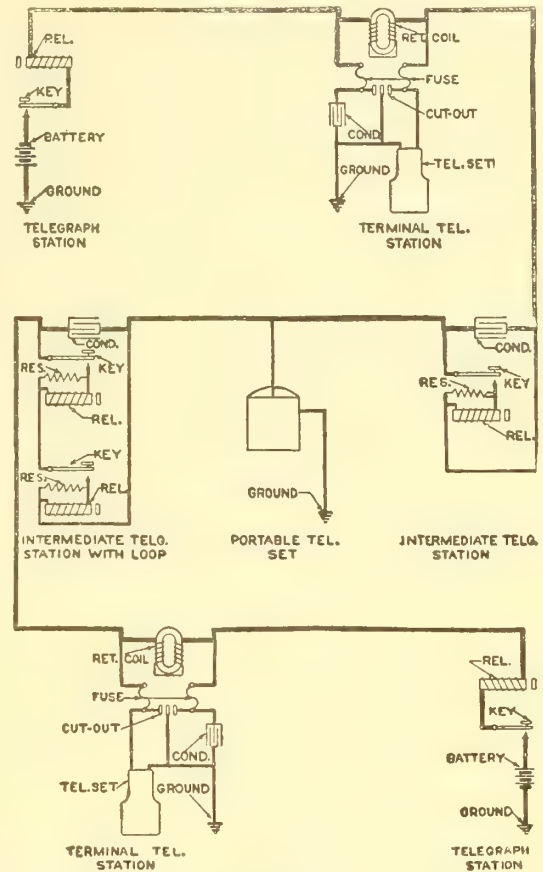 REL.
KEY
BATTERY
GROUND
TELEGRAPH
STATION
RET. COIL
FUSE
CUT-OUT
COND.
TEL. SET
GROUND
TERMINAL TEL.
STATION
COND.
KEY
RES.
REL.
KEY
RES.
REL.
INTERMEDIATE TELG.
STATION WITH LOOP
GROUND
PORTABLE TEL.
SET
COND.
KEY
RES.
REL.
INTERMEDIATE TELG.
STATION
RET. COIL
FUSE
CUT-OUT
COND.
TEL. SET
GROUND
TERMINAL TEL.
STATION
REL.
KEY
BATTERY
GROUND
TELEGRAPH
STATION